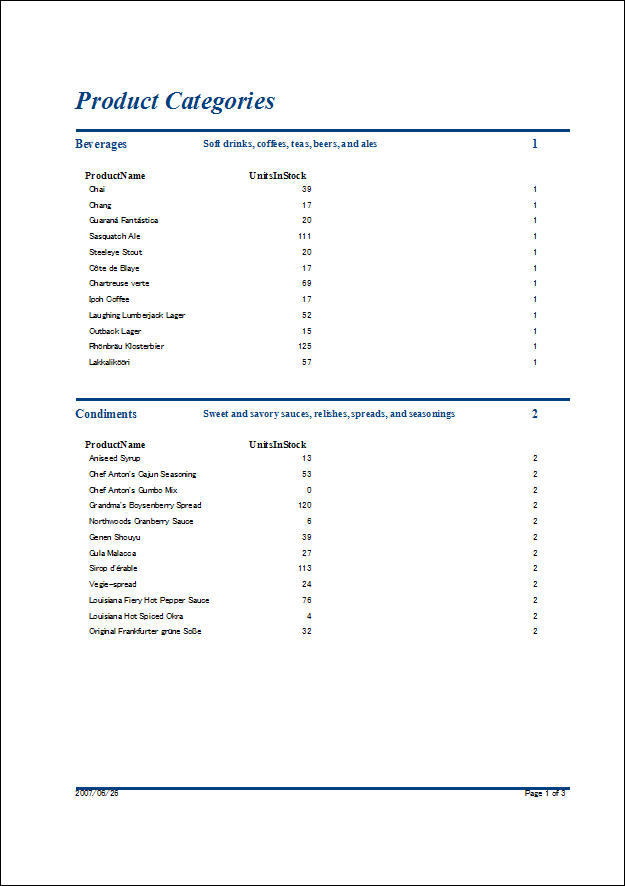 Product Categories
Beverages Soft drinks, coffees, teas, beers, and ales 1
ProductName UnitsInStock
Chai 39 1
Chang 17 1
Guaraná Fantástica 20 1
Sasquatch Ale 111 1
Steeleye Stout 20 1
Côte de Blaye 17 1
Chartreuse verte 69 1
Ipoh Coffee 17 1
Laughing Lumberjack Lager 52 1
Outback Lager 15 1
Rhönbräu Klosterbier 125 1
Lakkalikööri 57 1
Condiments Sweet and savory sauces, relishes, spreads, and seasonings 2
ProductName UnitsInStock
Aniseed Syrup 13 2
Chef Anton's Cajun Seasoning 53 2
Chef Anton's Gumbo Mix 0 2
Grandma's Boysenberry Spread 120 2
Northwoods Cranberry Sauce 6 2
Genen Shouyu 39 2
Gula Malacca 27 2
Sirop d'érable 113 2
Vegie-spread 24 2
Louisiana Fiery Hot Pepper Sauce 76 2
Louisiana Hot Spiced Okra 4 2
Original Frankfurter grüne Soße 32 2
2007/06/26 Page 1 of 3